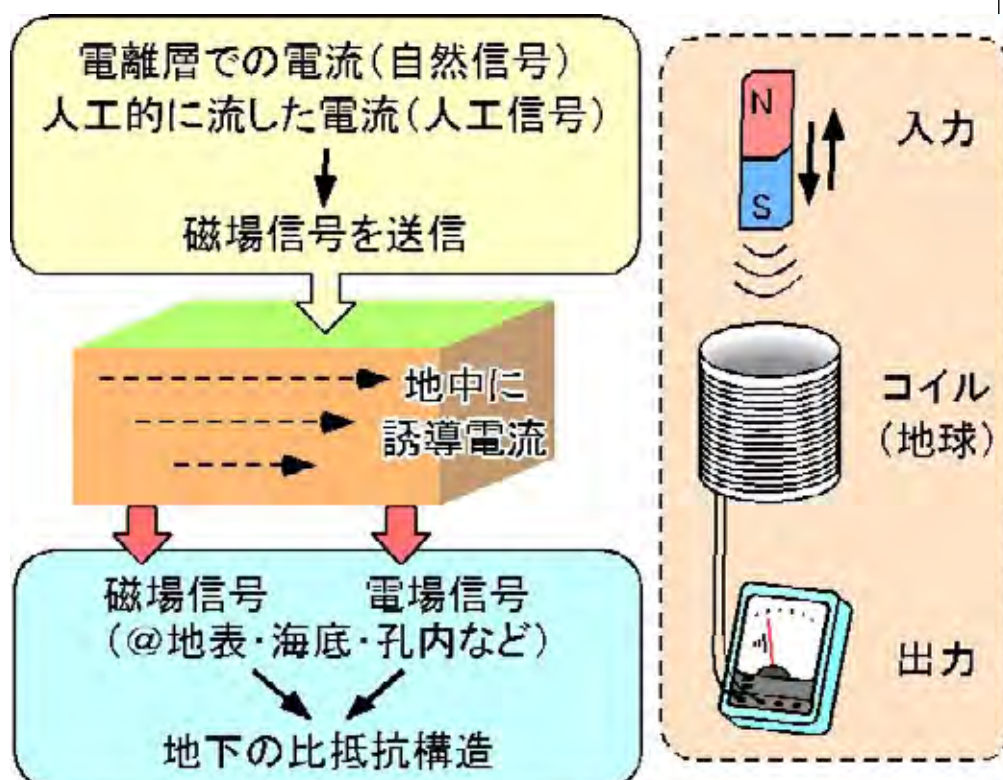 電離層での電流(自然信号)
人工的に流した電流(人工信号)
磁場信号を送信
地中に
誘導電流
磁場信号
電場信号
(@地表・海底・孔内など)
地下の比抵抗構造
N
S
入力
コイル
(地球)
出力